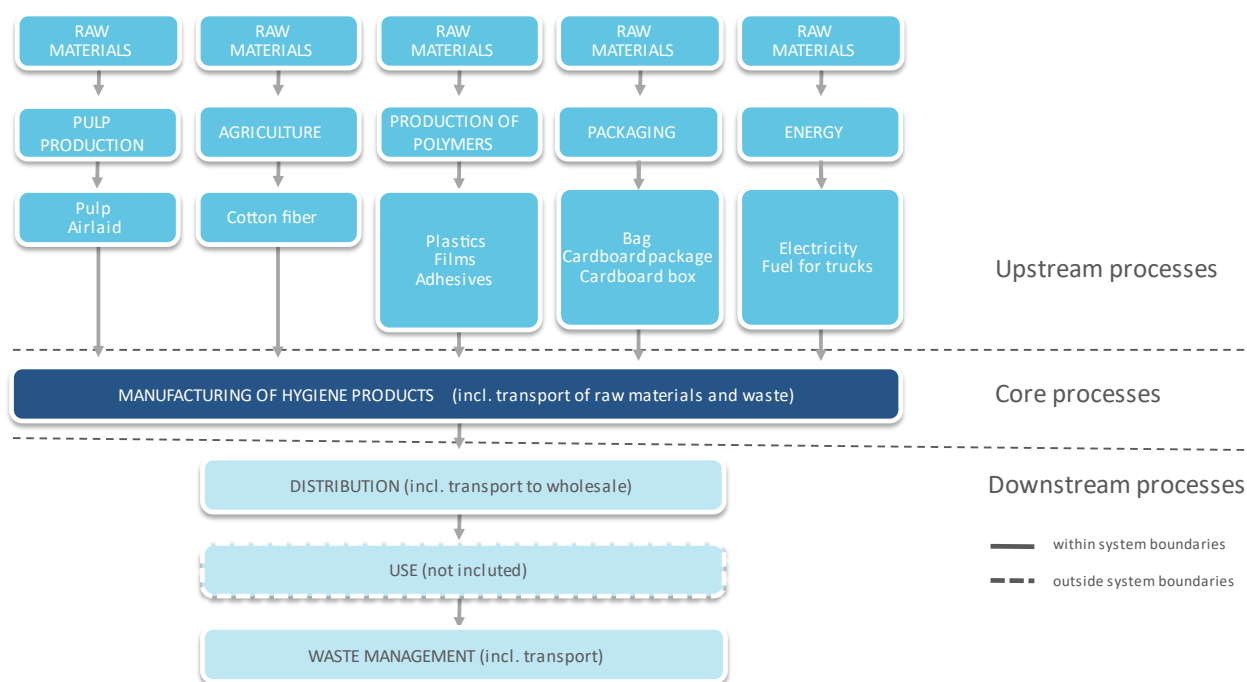 RAW
MATERIALS
RAW
MATERIALS
RAW
MATERIALS
RAW
MATERIALS
RAW
MATERIALS
PULP
PRODUCTION
AGRICULTURE
PRODUCTION OF
POLYMERS
PACKAGING
ENERGY
Pulp
Airlaid
Cotton fiber
Plastics
Films
Adhesives
Bag
Cardboard package
Cardboard box
Electricity
Fuel for trucks
Upstream processes
MANUFACTURING OF HYGIENE PRODUCTS (incl. transport of raw materials and waste)
Core processes
DISTRIBUTION (incl. transport to wholesale)
Downstream processes
within system boundaries
USE (not included)
outside system boundaries
WASTE MANAGEMENT (incl. transport)